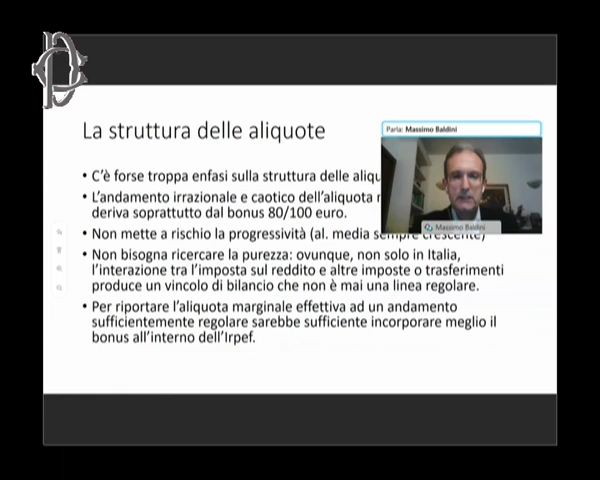 La struttura delle aliquote
Parla: Massimo Baldini
• C'è forse troppa enfasi sulla struttura delle aliqu
• L'andamento irrazionale e caotico dell'aliquota
deriva soprattutto dal bonus 80/100 euro.
Massimo Baldini
• Non mette a rischio la progressività (al. media sempre crescente)
• Non bisogna ricercare la purezza: ovunque, non solo in Italia,
l'interazione tra l'imposta sul reddito e altre imposte o trasferimenti
produce un vincolo di bilancio che non è mai una linea regolare.
• Per riportare l'aliquota marginale effettiva ad un andamento
sufficientemente regolare sarebbe sufficiente incorporare meglio il
bonus all'interno dell'Irpef.